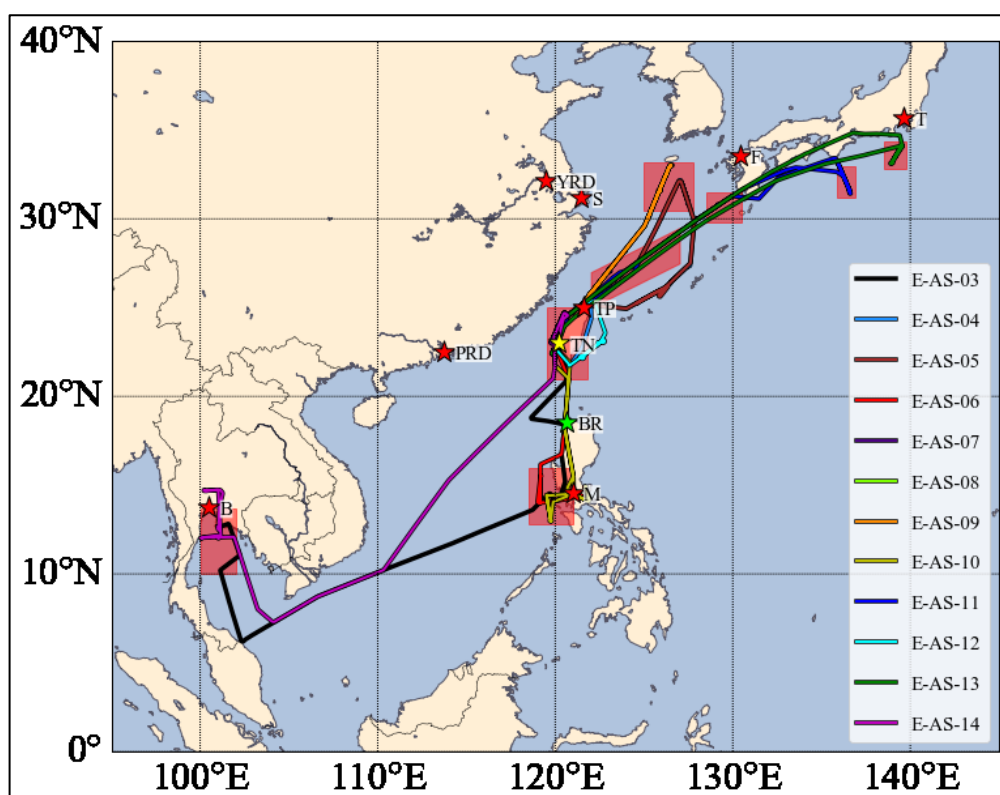 40°N
30°N
20°N
10°N
0°
100°E
110°E
120°E
130°E
140°E
T
F
YRD
S
TP
TN
PRD
BR
M
B
E-AS-03
E-AS-04
E-AS-05
E-AS-06
E-AS-07
E-AS-08
E-AS-09
E-AS-10
E-AS-11
E-AS-12
E-AS-13
E-AS-14